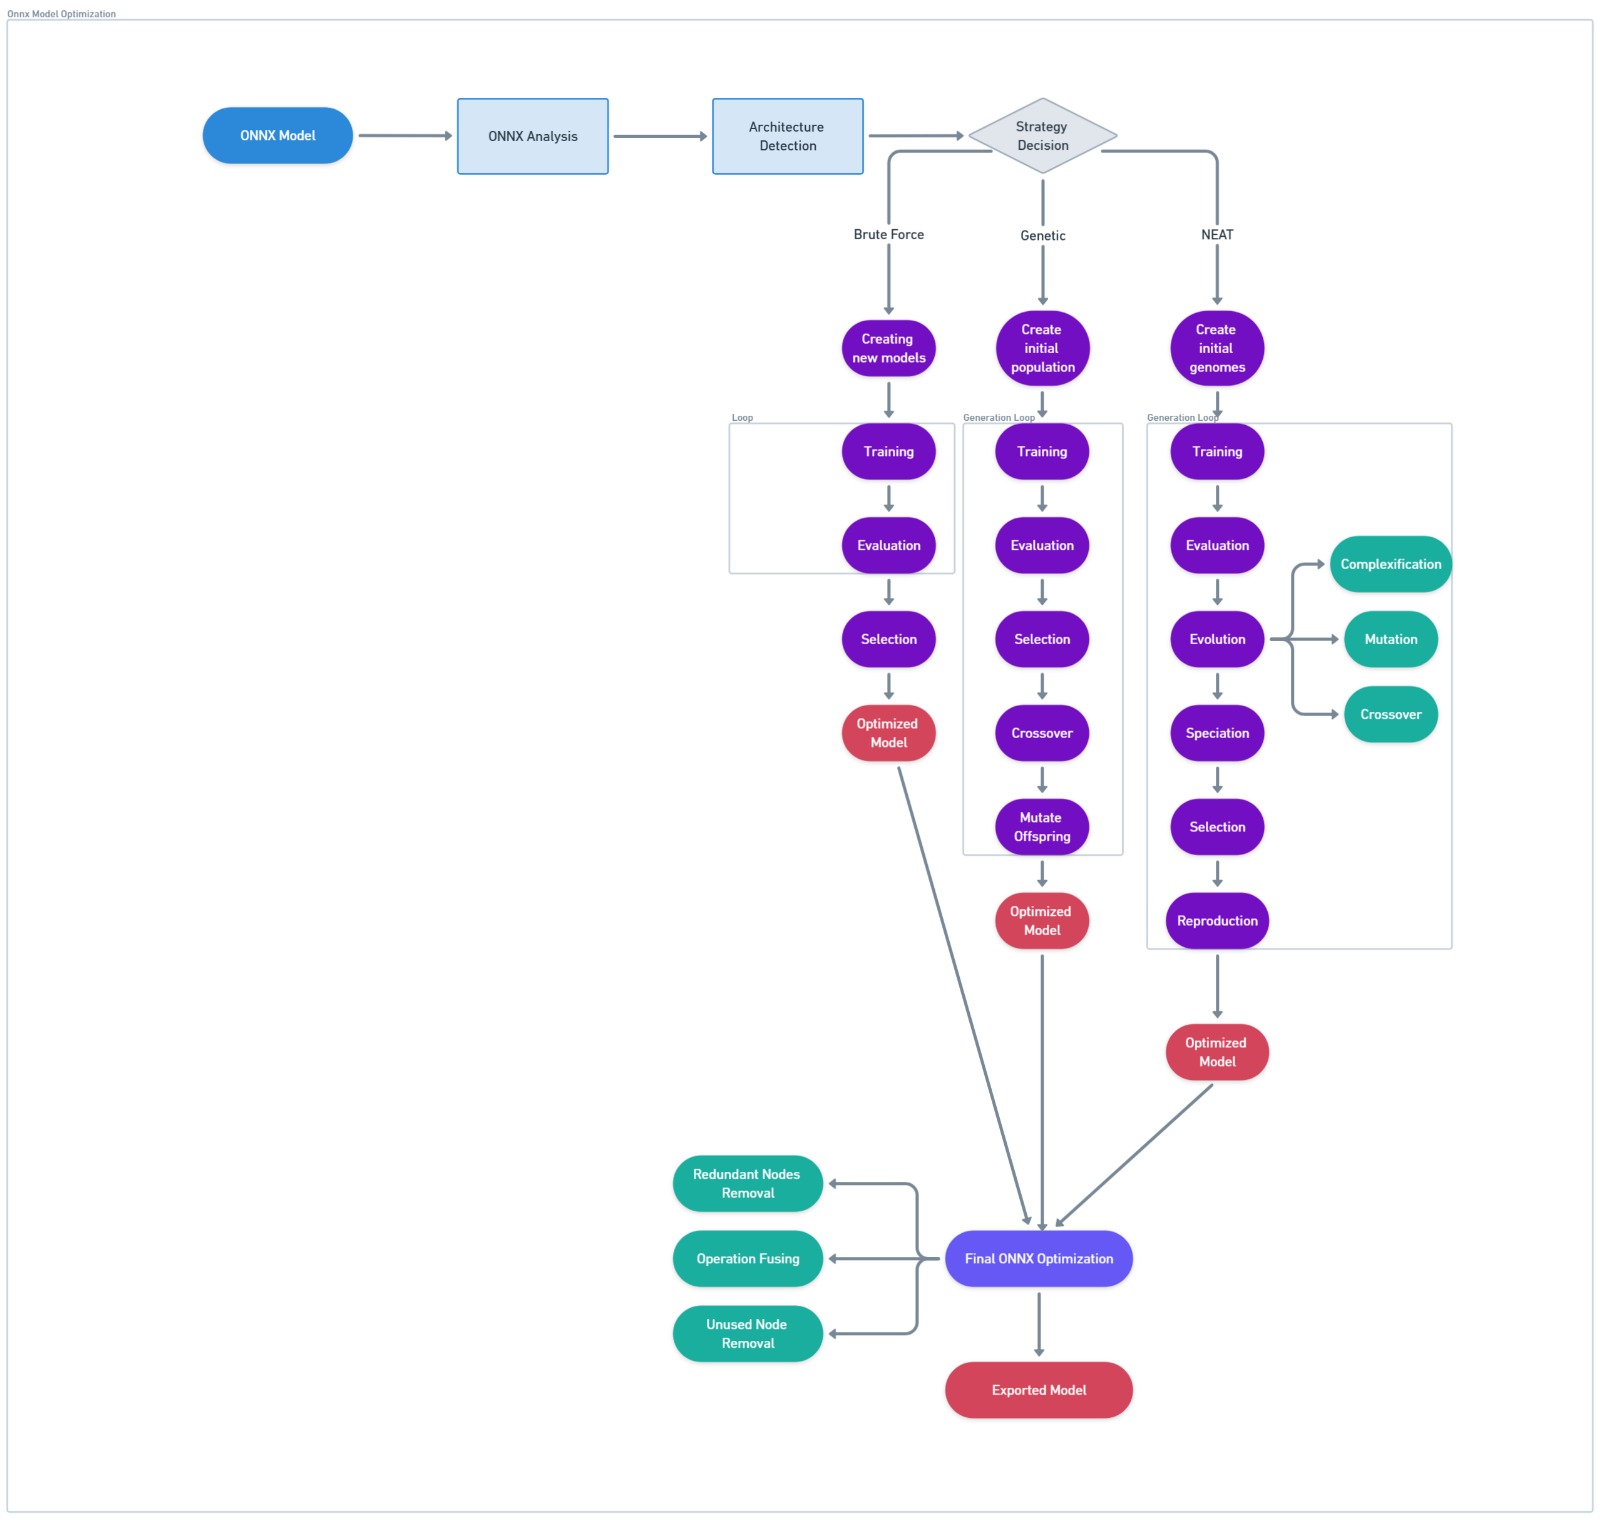 Onnx Model Optimization
ONNX Model
ONNX Analysis
Architecture
Detection
Strategy
Decision
Brute Force
Genetic
NEAT
Creating
new models
Create
initial
population
Create
initial
genomes
Loop
Generation Loop
Generation Loop
Training
Training
Training
Evaluation
Evaluation
Evaluation
Complexification
Selection
Selection
Evolution
Mutation
Crossover
Optimized
Model
Crossover
Speciation
Mutate
Offspring
Selection
Optimized
Model
Reproduction
Optimized
Model
Redundant Nodes
Removal
Operation Fusing
Final ONNX Optimization
Unused Node
Removal
Exported Model